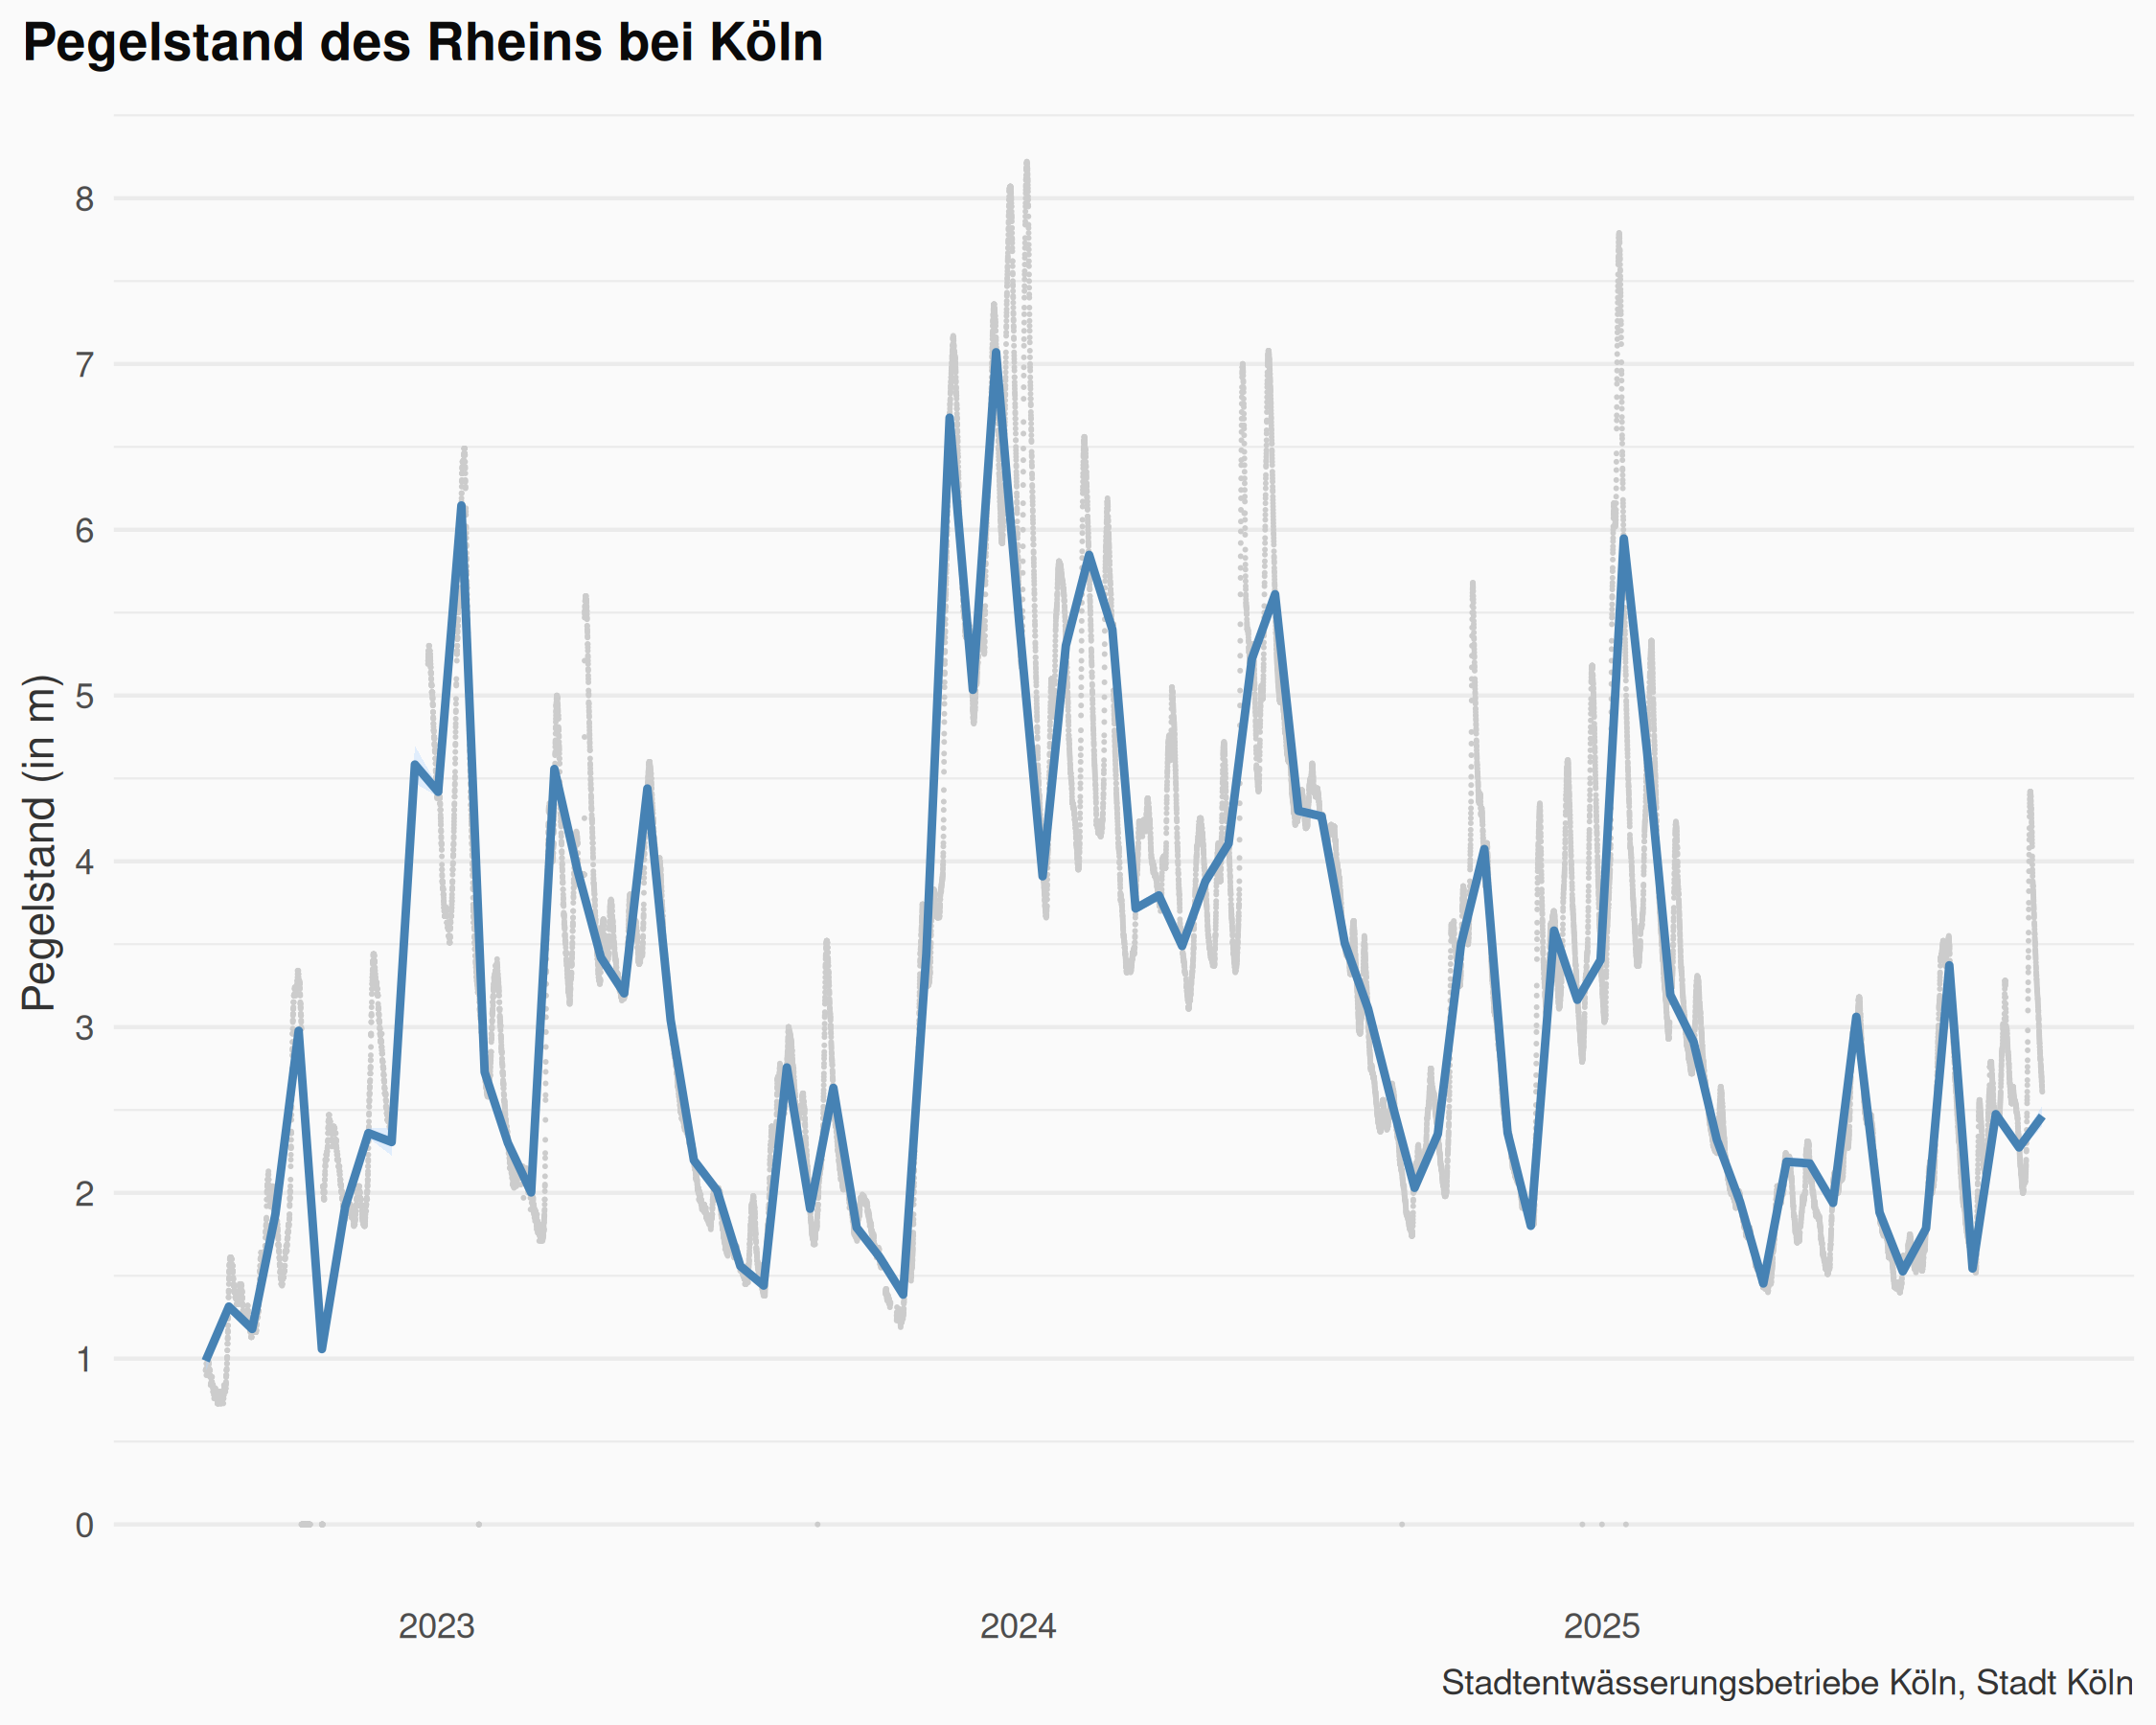 Pegelstand des Rheins bei Köln
Pegelstand (in m)
8
7
6
5
4
3
2
1
0
2023 2024 2025
Stadtentwässerungsbetriebe Köln, Stadt Köln